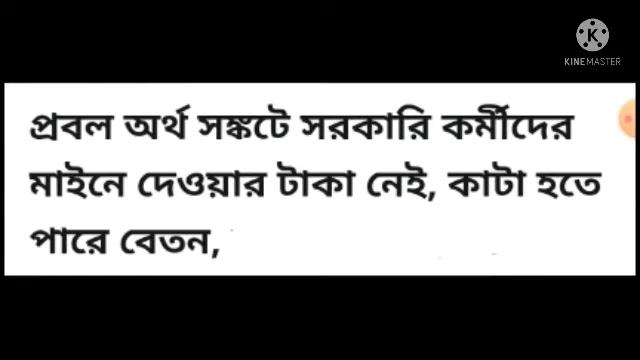 KINEMASTER
প্রবল অর্থ সঙ্কটে সরকারি কর্মীদের
মাইনে দেওয়ার টাকা নেই, কাটা হতে
পারে বেতন,